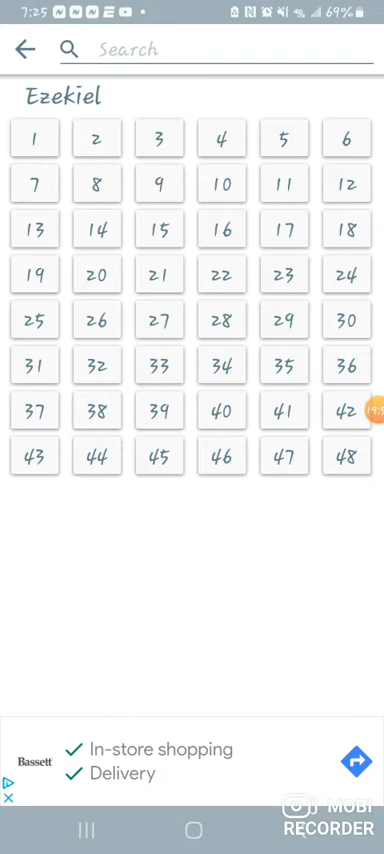 7:25 69%
Search
Ezekiel
1 2 3 4 5 6
7 8 9 10 11 12
13 14 15 16 17 18
19 20 21 22 23 24
25 26 27 28 29 30
31 32 33 34 35 36
37 38 39 40 41 42
43 44 45 46 47 48
Bassett
In-store shopping
Delivery
MOBI
RECORDER